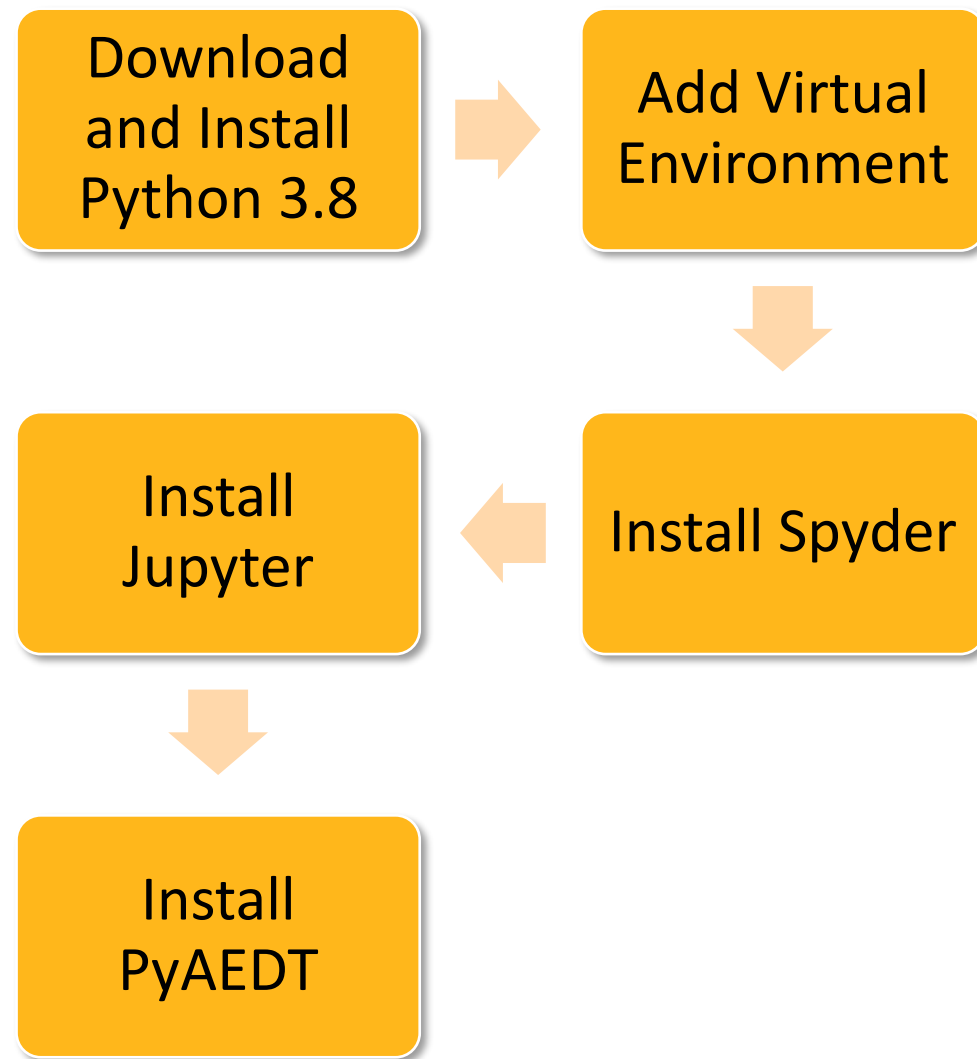 Download
and Install
Python 3.8
Add Virtual
Environment
Install Spyder
Install
Jupyter
Install
PyAEDT